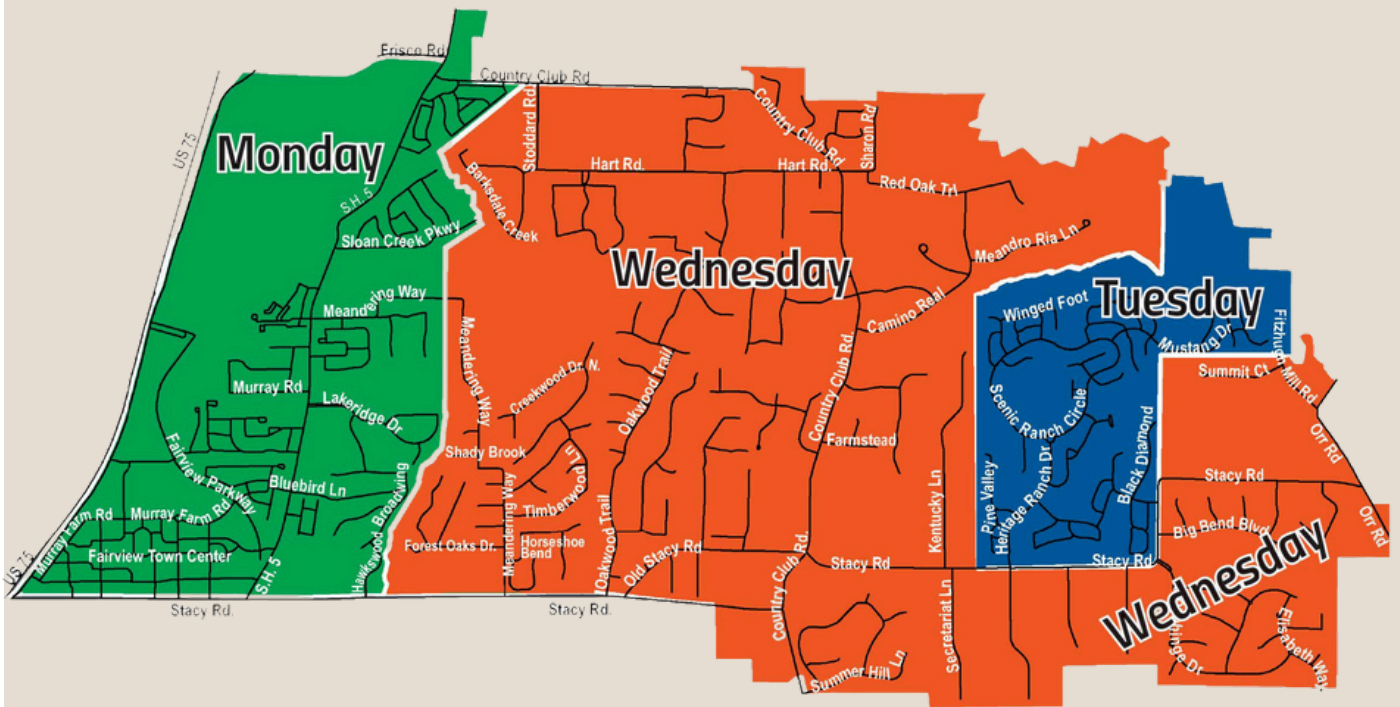 Frisco Rd
Country Club Rd
US 75
Monday
Stoddard Rd.
Country Club Rd
Sharon Rd
Hart Rd.
Hart Rd.
Red Oak Trl
Barksdale Creek
S.H. 5
Sloan Creek Pkwy
Meandro Ria Ln
Wednesday
Tuesday
Winged Foot
Meandering Way
Camino Real
Mustang Dr
Fitzhugh Mill Rd
Meandering Way
Summit Ct
Creekwood Dr. N.
Oakwood Trail
Country Club Rd.
Murray Rd
Lakeridge Dr
Scenic Ranch Circle
Orr Rd
Farmstead
Shady Brook
Fairview Parkway
Bluebird Ln
Timberwood Ln
Black Diamond
Heritage Ranch Dr
Pine Valley
Kentucky Ln
Stacy Rd
Murray Farm Rd
Murray Farm Rd
Hawkswood Broadwing
Meandering Way
Oakwood Trail
Big Bend Blvd
Orr Rd
Forest Oaks Dr.
Horseshoe
Bend
Fairview Town Center
US 75
S.H. 5
Old Stacy Rd
Country Club Rd.
Stacy Rd
Stacy Rd
Wednesday
Stacy Rd.
Stacy Rd.
Secretariat Ln
Elisabeth Way
Summer Hill Ln